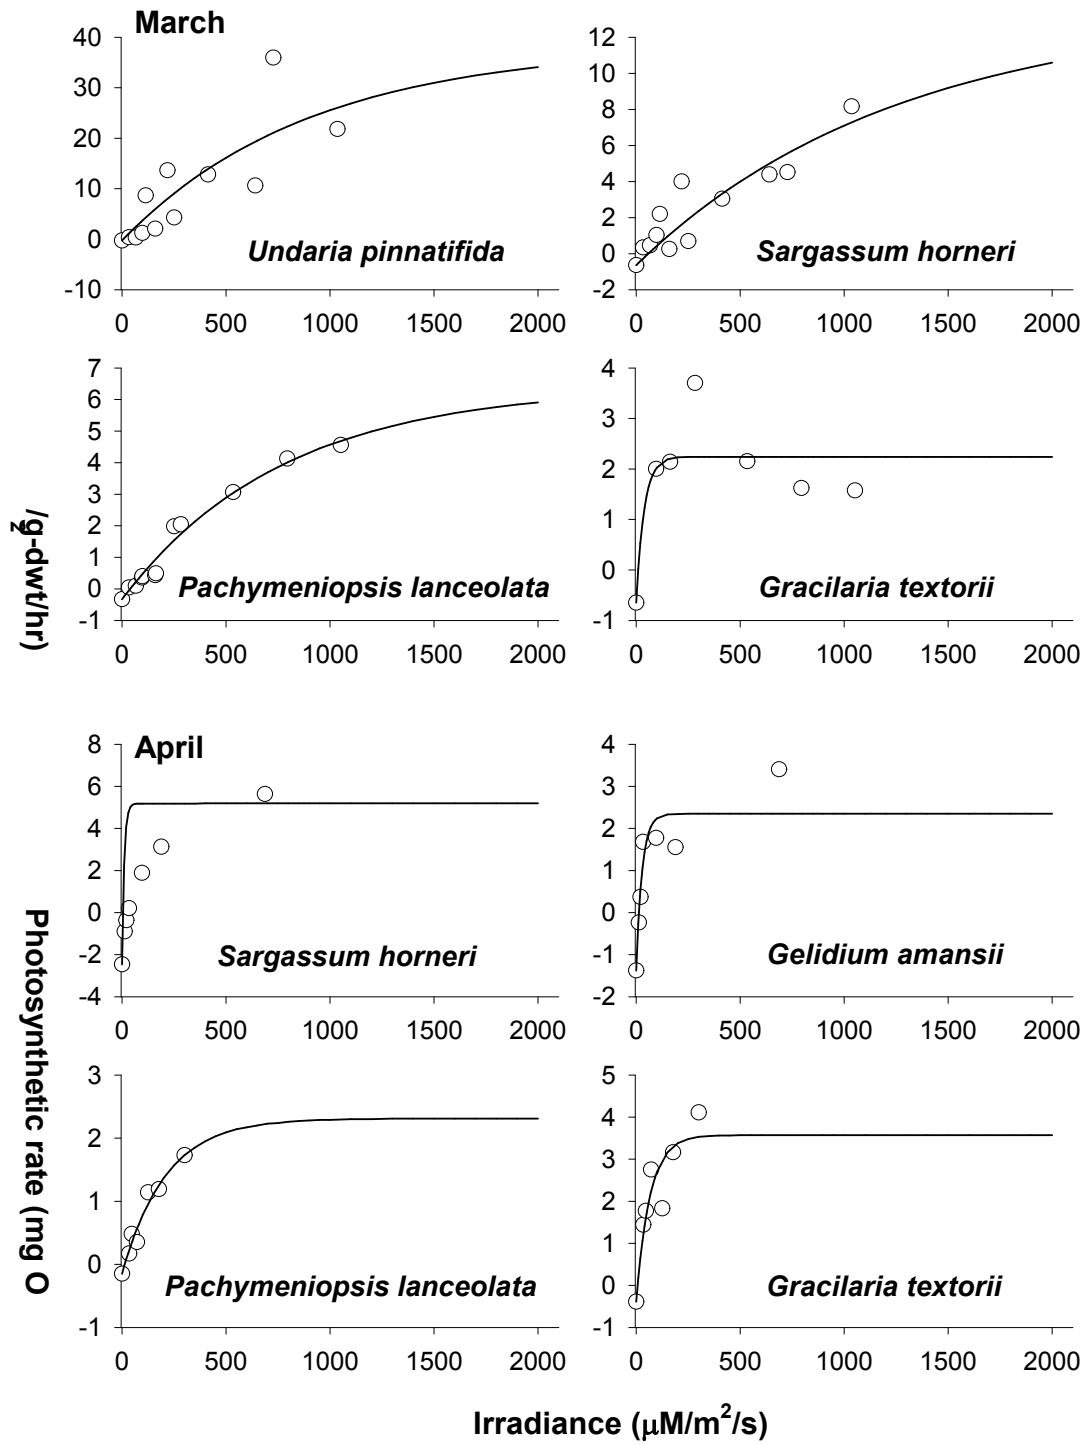 March
40
30
20
10
0
-10
0 500 1000 1500 2000
Undaria pinnatifida
12
10
8
6
4
2
0
-2
0 500 1000 1500 2000
Sargassum horneri
7
6
5
4
3
2
1
0
-1
0 500 1000 1500 2000
Pachymeniopsis lanceolata
4
3
2
1
0
-1
0 500 1000 1500 2000
Gracilaria textorii
April
8
6
4
2
0
-2
-4
0 500 1000 1500 2000
Sargassum horneri
4
3
2
1
0
-1
-2
0 500 1000 1500 2000
Gelidium amansii
3
2
1
0
-1
0 500 1000 1500 2000
Pachymeniopsis lanceolata
5
4
3
2
1
0
-1
0 500 1000 1500 2000
Gracilaria textorii
Photosynthetic rate (mg O
2
/g-dwt/hr)
Irradiance (μM/m²/s)